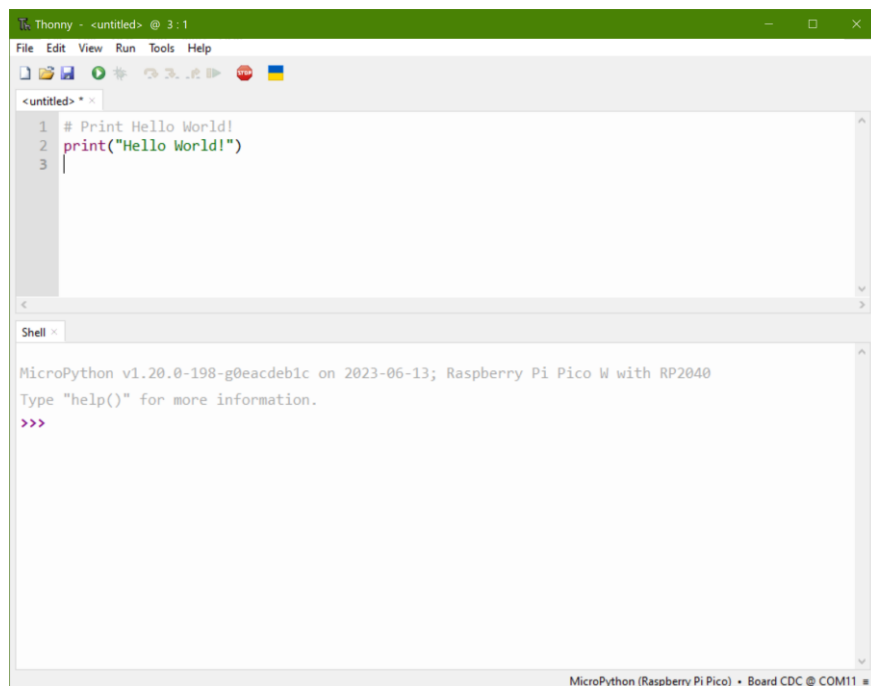 Thonny - <untitled> @ 3:1
File Edit View Run Tools Help
STOP
<untitled> * ×
1 # Print Hello World!
2 print("Hello World!")
3
Shell ×
MicroPython v1.20.0-198-g0eacdeb1c on 2023-06-13; Raspberry Pi Pico W with RP2040
Type "help()" for more information.
>>>
MicroPython (Raspberry Pi Pico) • Board CDC @ COM11 ≡